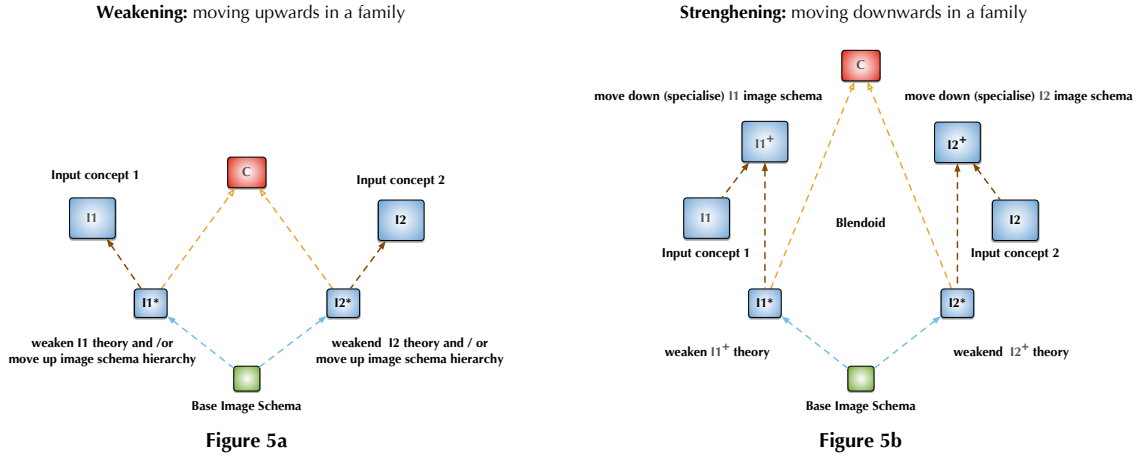 Weakening: moving upwards in a family
C
Input concept 1
Input concept 2
I1
I2
I1*
I2*
weaken I1 theory and /or
move up image schema hierarchy
weakend I2 theory and / or
move up image schema hierarchy
Base Image Schema
Figure 5a
Strenghening: moving downwards in a family
C
move down (specialise) I1 image schema
move down (specialise) I2 image schema
I1+
I2+
I1
I2
Blendoid
Input concept 1
Input concept 2
I1*
I2*
weaken I1+ theory
weakend I2+ theory
Base Image Schema
Figure 5b